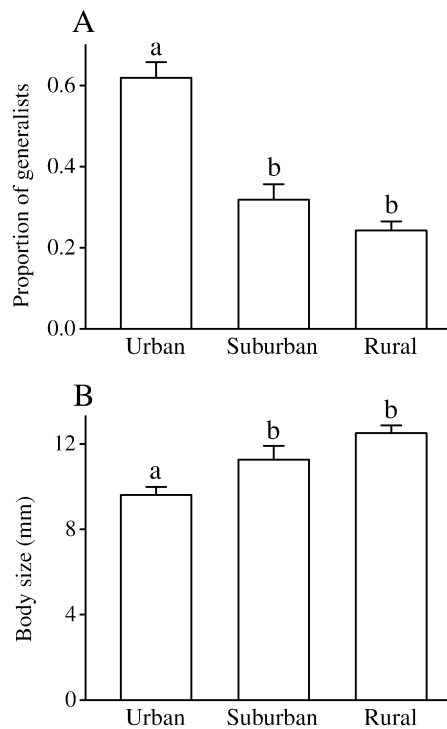 A
Proportion of generalists
0.6
0.4
0.2
0.0
a
b
b
Urban Suburban Rural
B
Body size (mm)
12
8
4
0
a
b
b
Urban Suburban Rural